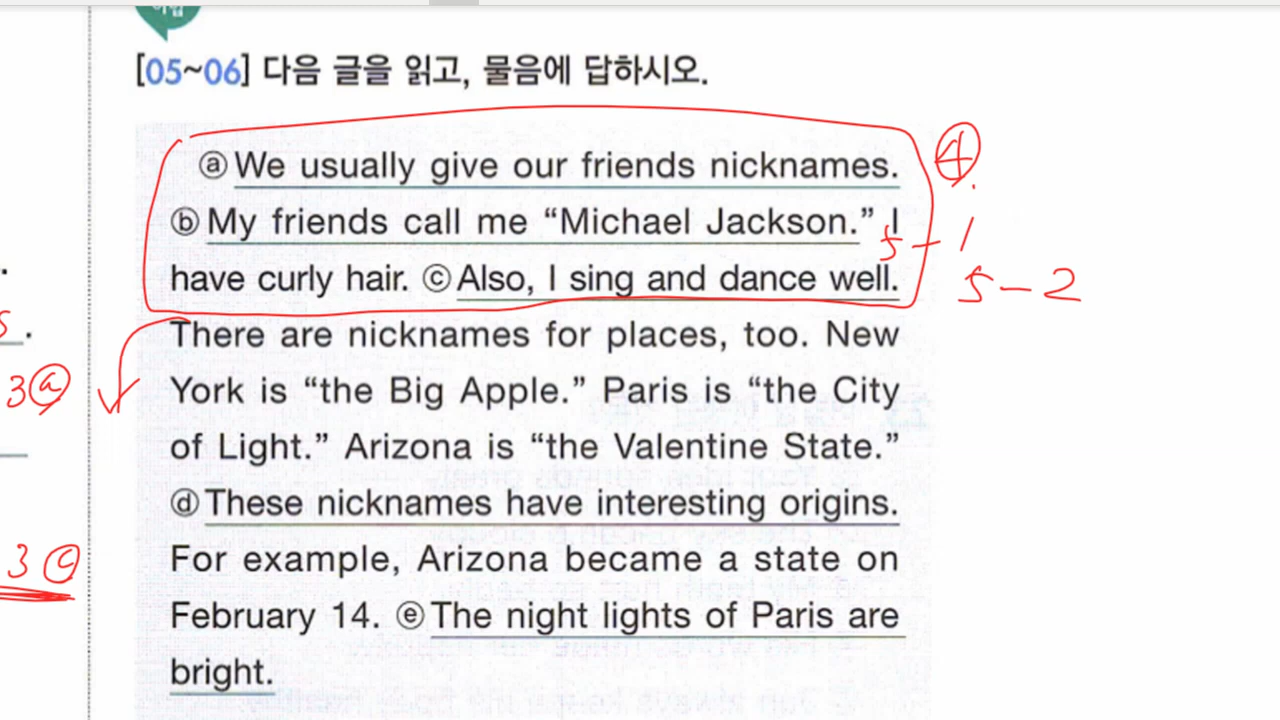 [05~06] 다음 글을 읽고, 물음에 답하시오.
ⓐ We usually give our friends nicknames.
④.
ⓑ My friends call me “Michael Jackson.” I
5-1
have curly hair. ⓒ Also, I sing and dance well.
5-2
There are nicknames for places, too. New
York is “the Big Apple.” Paris is “the City
3ⓐ
of Light.” Arizona is “the Valentine State.”
ⓓ These nicknames have interesting origins.
For example, Arizona became a state on
3ⓒ
February 14. ⓔ The night lights of Paris are
bright.